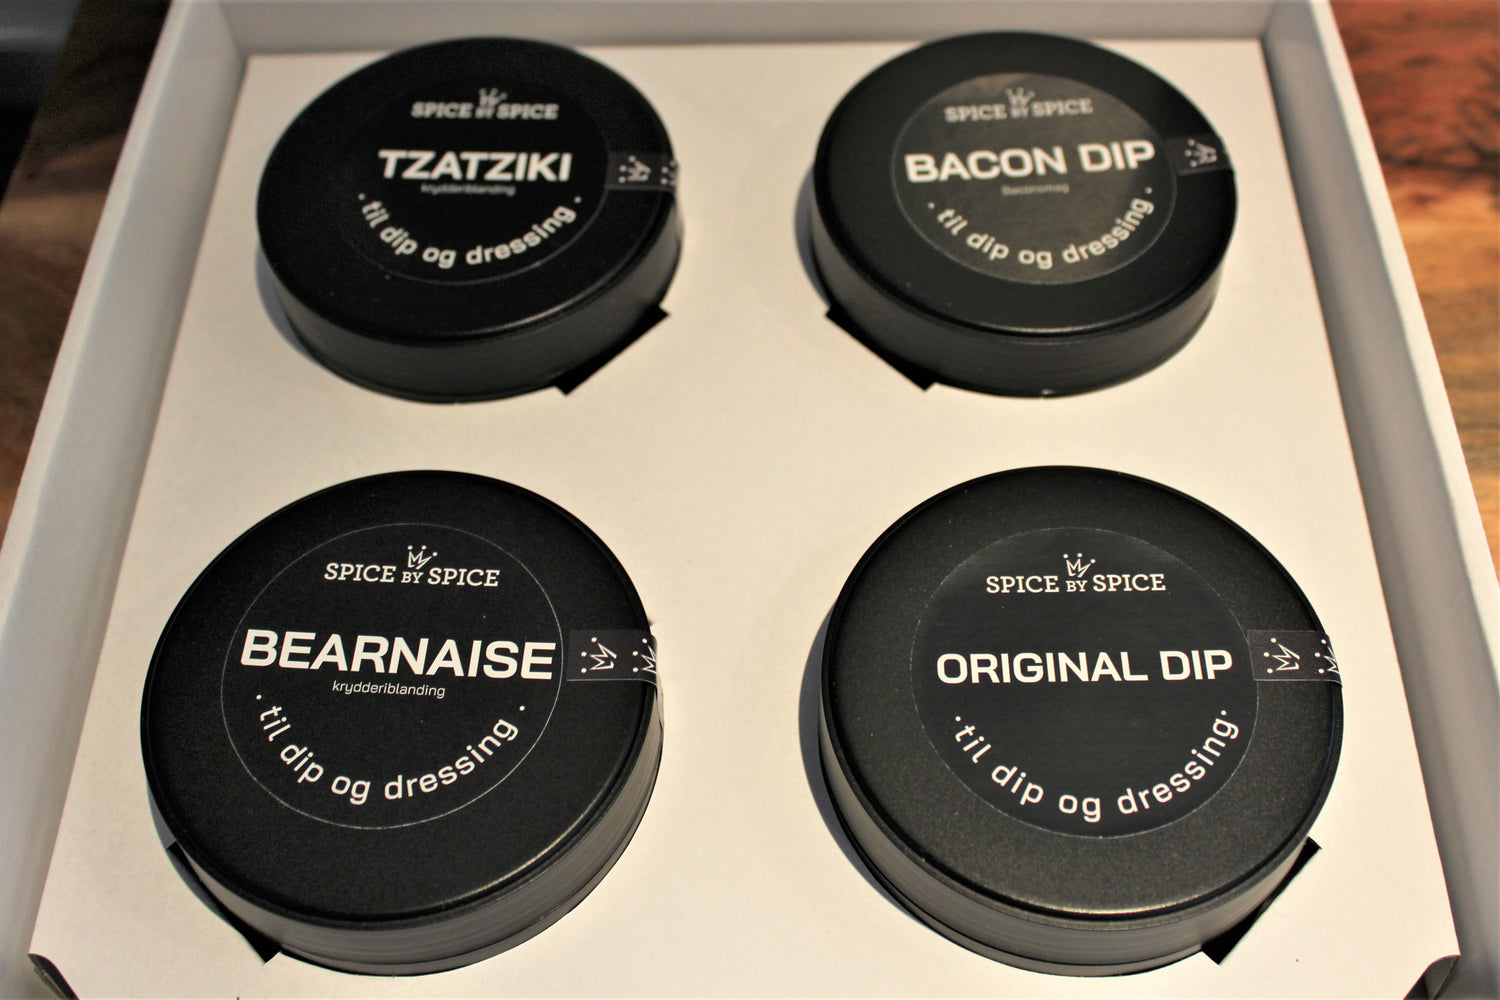 SPICE BY SPICE
TZATZIKI
krydderiblanding
· til dip og dressing ·
SPICE BY SPICE
BACON DIP
Baconsmag
· til dip og dressing ·
SPICE BY SPICE
BEARNAISE
krydderiblanding
· til dip og dressing ·
SPICE BY SPICE
ORIGINAL DIP
· til dip og dressing ·